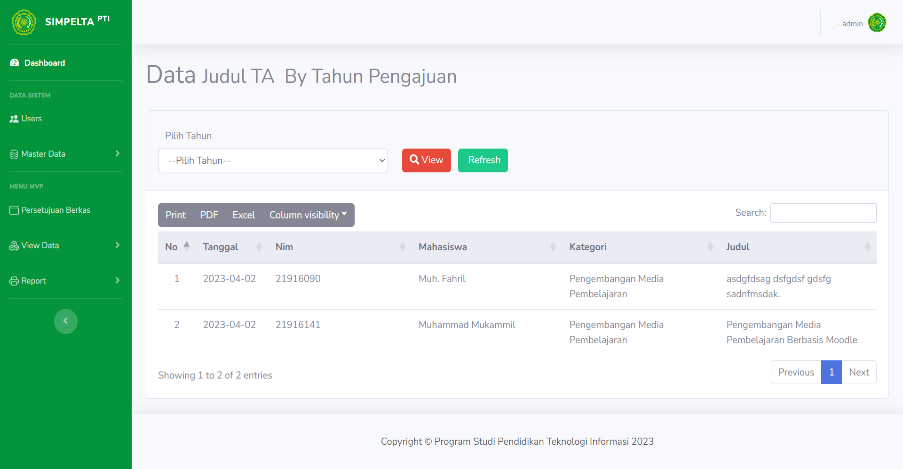 SIMPELTA PTI
- admin
Dashboard
DATA SISTEM
Users
Master Data
MENU MVP
Persetujuan Berkas
View Data
Report
Data Judul TA By Tahun Pengajuan
Pilih Tahun
--Pilih Tahun--
View
Refresh
Print PDF Excel Column visibility
Search:
No Tanggal Nim Mahasiswa Kategori Judul
1 2023-04-02 21916090 Muh. Fahril Pengembangan Media Pembelajaran asdgfdsag dsfgdsf gdsfg sadnfmsdak.
2 2023-04-02 21916141 Muhammad Mukammil Pengembangan Media Pembelajaran Pengembangan Media Pembelajaran Berbasis Moodle
Showing 1 to 2 of 2 entries
Previous 1 Next
Copyright © Program Studi Pendidikan Teknologi Informasi 2023